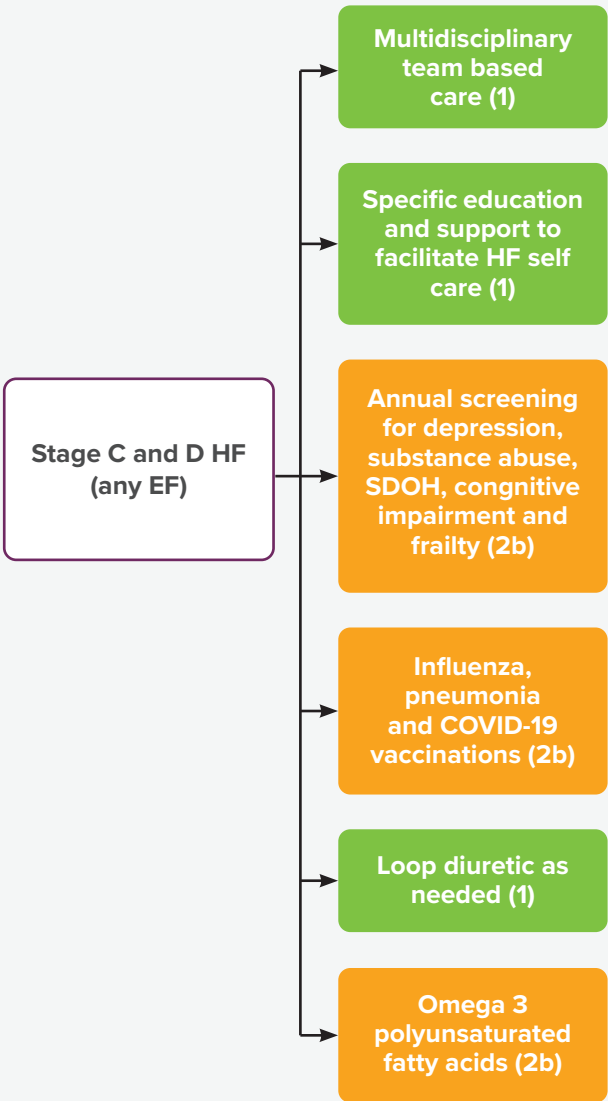 Multidisciplinary
team based
care (1)
Specific education
and support to
facilitate HF self
care (1)
Stage C and D HF
(any EF)
Annual screening
for depression,
substance abuse,
SDOH, congnitive
impairment and
frailty (2b)
Influenza,
pneumonia
and COVID-19
vaccinations (2b)
Loop diuretic as
needed (1)
Omega 3
polyunsaturated
fatty acids (2b)